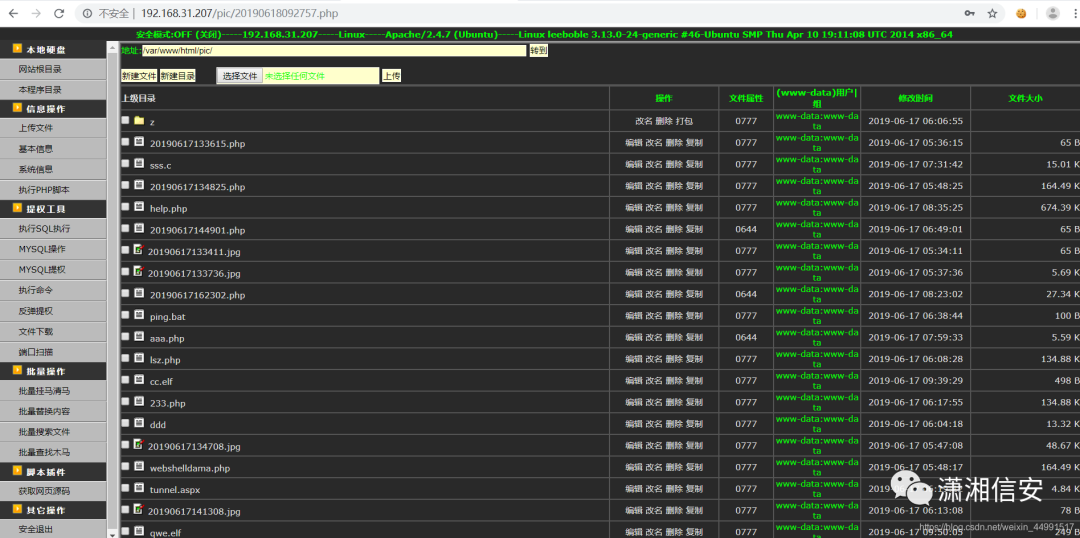 不安全 | 192.168.31.207/pic/20190618092757.php
安全模式:OFF (关闭)-----192.168.31.207-----Linux-----Apache/2.4.7 (Ubuntu)-----Linux leeboble 3.13.0-24-generic #46-Ubuntu SMP Thu Apr 10 19:11:08 UTC 2014 x86_64
本地硬盘
网站根目录
本程序目录
信息操作
上传文件
基本信息
系统信息
执行PHP脚本
提权工具
执行SQL执行
MYSQL操作
MYSQL提权
执行命令
反弹提权
文件下载
端口扫描
批量操作
批量挂马清马
批量替换内容
批量搜索文件
批量查找木马
脚本插件
获取网页源码
其它操作
安全退出
地址: /var/www/html/pic/ 转到
新建文件 新建目录 选择文件 未选择任何文件 上传
上级目录 操作 文件属性 (www-data)用户|组 修改时间 文件大小
z 改名 删除 打包 0777 www-data:www-data 2019-06-17 06:06:55
20190617133615.php 编辑 改名 删除 复制 0777 www-data:www-data 2019-06-17 05:36:15 65 B
sss.c 编辑 改名 删除 复制 0777 www-data:www-data 2019-06-17 07:31:42 15.01 K
20190617134825.php 编辑 改名 删除 复制 0777 www-data:www-data 2019-06-17 05:48:25 164.49 K
help.php 编辑 改名 删除 复制 0777 www-data:www-data 2019-06-17 08:35:25 674.39 K
20190617144901.php 编辑 改名 删除 复制 0644 www-data:www-data 2019-06-17 06:49:01 65 B
20190617133411.jpg 编辑 改名 删除 复制 0777 www-data:www-data 2019-06-17 05:34:11 65 B
20190617133736.jpg 编辑 改名 删除 复制 0777 www-data:www-data 2019-06-17 05:37:36 5.69 K
20190617162302.php 编辑 改名 删除 复制 0644 www-data:www-data 2019-06-17 08:23:02 27.34 K
ping.bat 编辑 改名 删除 复制 0777 www-data:www-data 2019-06-17 06:38:44 100 B
aaa.php 编辑 改名 删除 复制 0644 www-data:www-data 2019-06-17 07:59:33 5.59 K
lsz.php 编辑 改名 删除 复制 0777 www-data:www-data 2019-06-17 06:08:28 134.88 K
cc.elf 编辑 改名 删除 复制 0777 www-data:www-data 2019-06-17 09:39:29 498 B
233.php 编辑 改名 删除 复制 0777 www-data:www-data 2019-06-17 06:17:55 134.88 K
ddd 编辑 改名 删除 复制 0777 www-data:www-data 2019-06-17 06:04:18 13.32 K
20190617134708.jpg 编辑 改名 删除 复制 0777 www-data:www-data 2019-06-17 05:47:08 48.67 K
webshelldama.php 编辑 改名 删除 复制 0777 www-data:www-data 2019-06-17 05:48:17 164.49 K
tunnel.aspx 编辑 改名 删除 复制 0777 www-data:www-data 4.84 K
20190617141308.jpg 编辑 改名 删除 复制 0777 www-data:www-data 2019-06-17 06:13:08 78 B
qwe.elf 编辑 改名 删除 复制 0777 www-data:www-data 2019-06-17 09:50:05 249 B
潇湘信安
https://blog.csdn.net/weixin_44991517